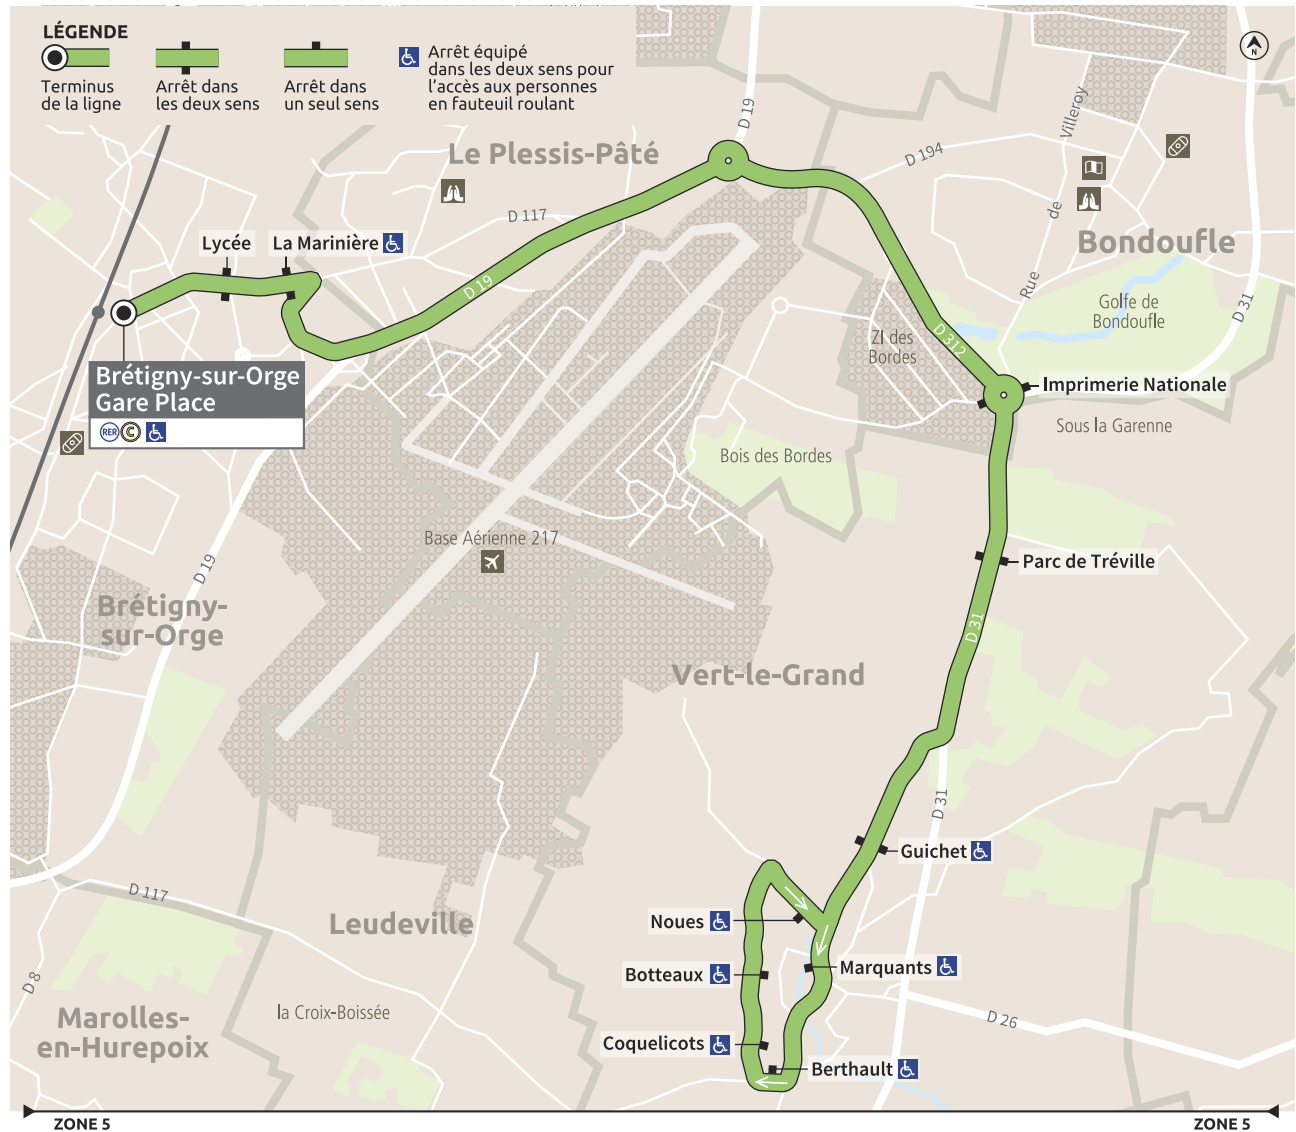 LÉGENDE
Terminus
de la ligne
Arrêt dans
les deux sens
Arrêt dans
un seul sens
Arrêt équipé
dans les deux sens pour
l'accès aux personnes
en fauteuil roulant
N
D 19
Villeroy
de
Rue
D 194
Le Plessis-Pâté
D 117
Bondoufle
Lycée
La Marinière
D 19
Golfe de
Bondoufle
D 31
ZI des
Bordes
D 312
Brétigny-sur-Orge
Gare Place
RER C
Imprimerie Nationale
Sous la Garenne
Bois des Bordes
Base Aérienne 217
D 19
Parc de Tréville
Brétigny-
sur-Orge
D 31
Vert-le-Grand
D 31
Guichet
D 117
Leudeville
Noues
Marquants
Botteaux
D 8
la Croix-Boissée
Marolles-
en-Hurepoix
D 26
Coquelicots
Berthault
ZONE 5
ZONE 5